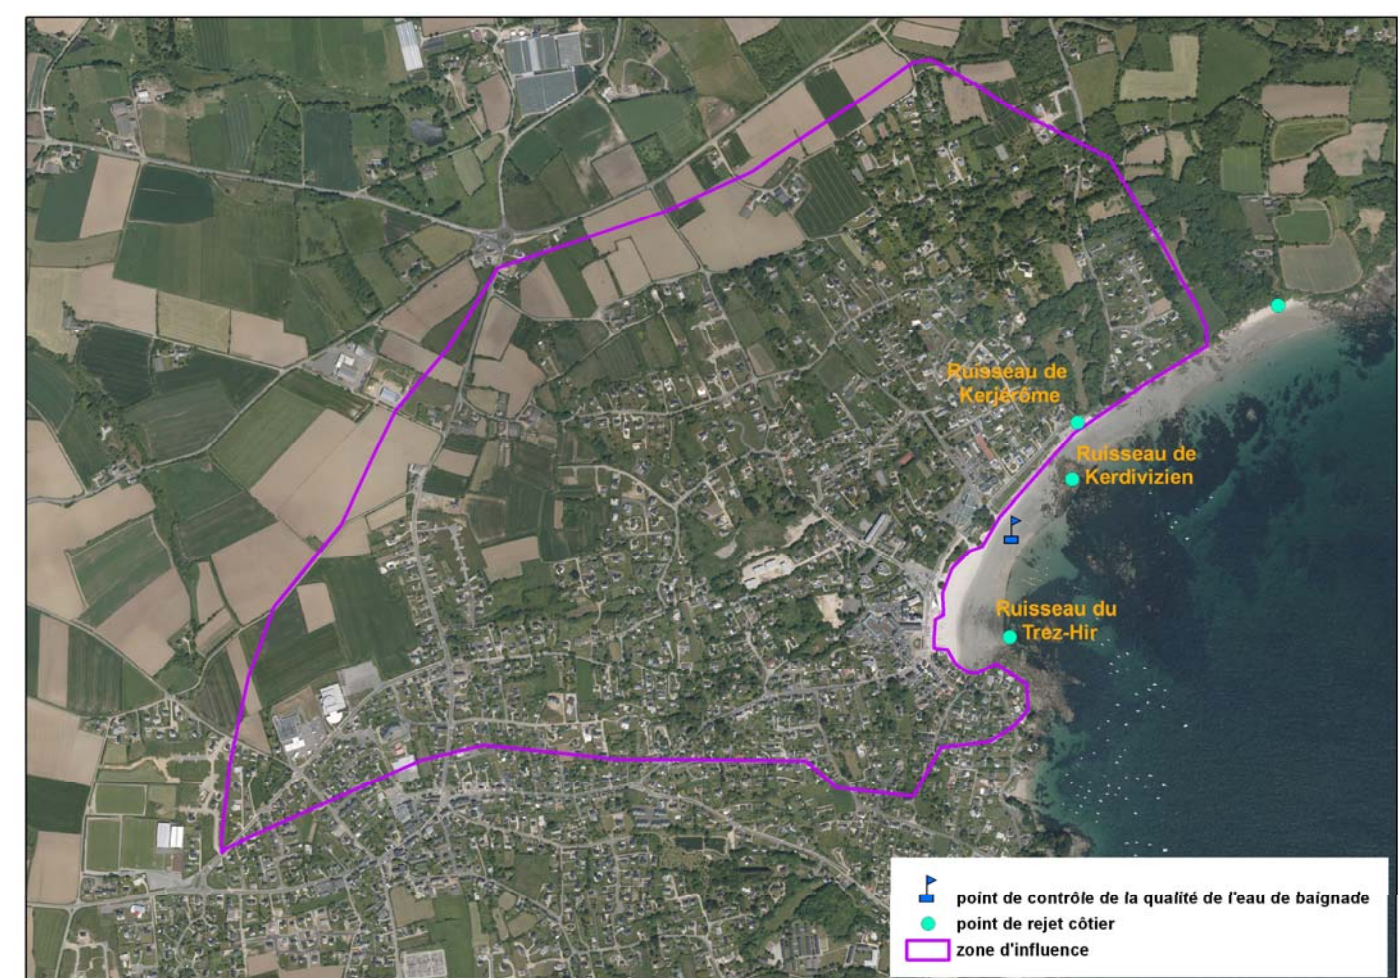 Ruisseau de
Kerjérôme
Ruisseau de
Kerdivizien
Ruisseau du
Trez-Hir
point de contrôle de la qualité de l'eau de baignade
point de rejet côtier
zone d'influence